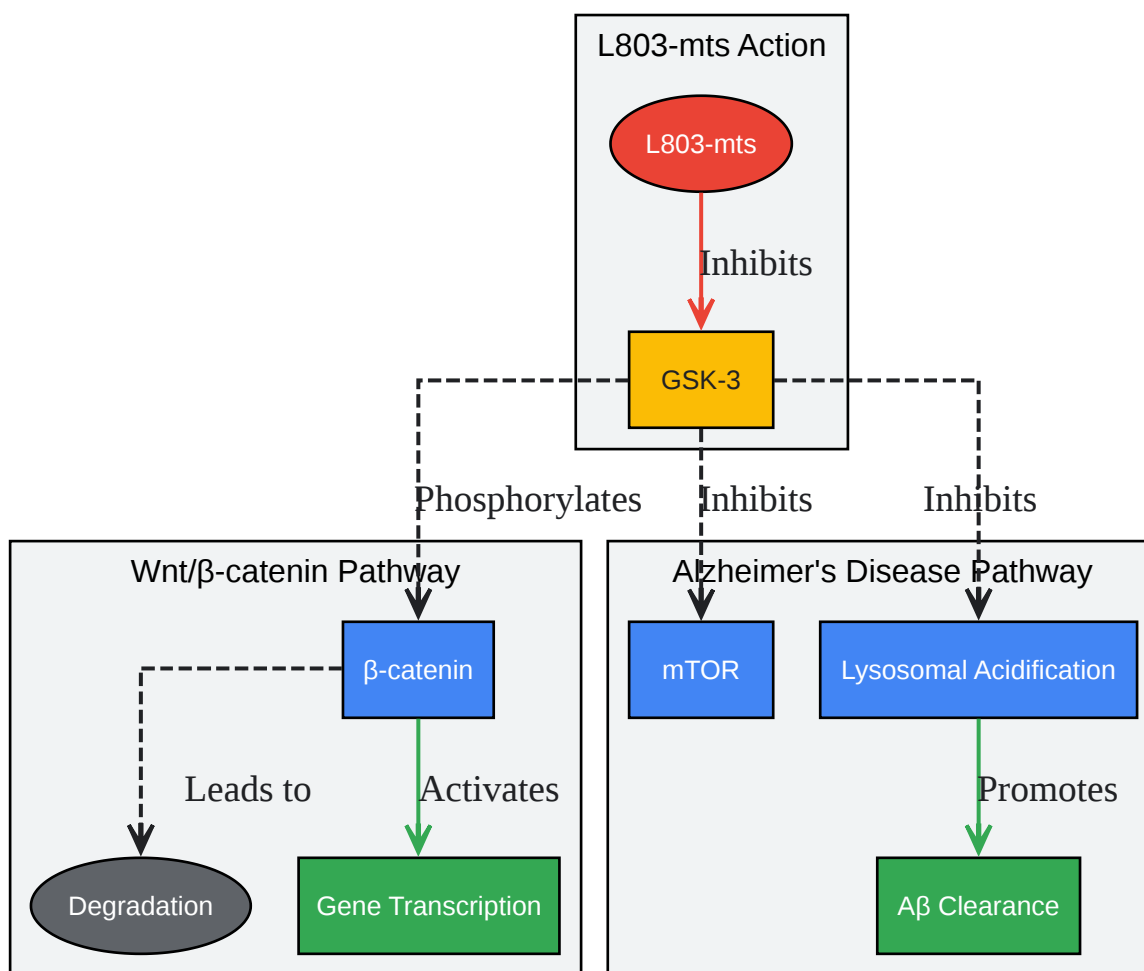 L803-mts Action
L803-mts
Inhibits
GSK-3
Phosphorylates
Inhibits
Inhibits
Wnt/β-catenin Pathway
Alzheimer's Disease Pathway
β-catenin
mTOR
Lysosomal Acidification
Leads to
Activates
Promotes
Degradation
Gene Transcription
Aβ Clearance